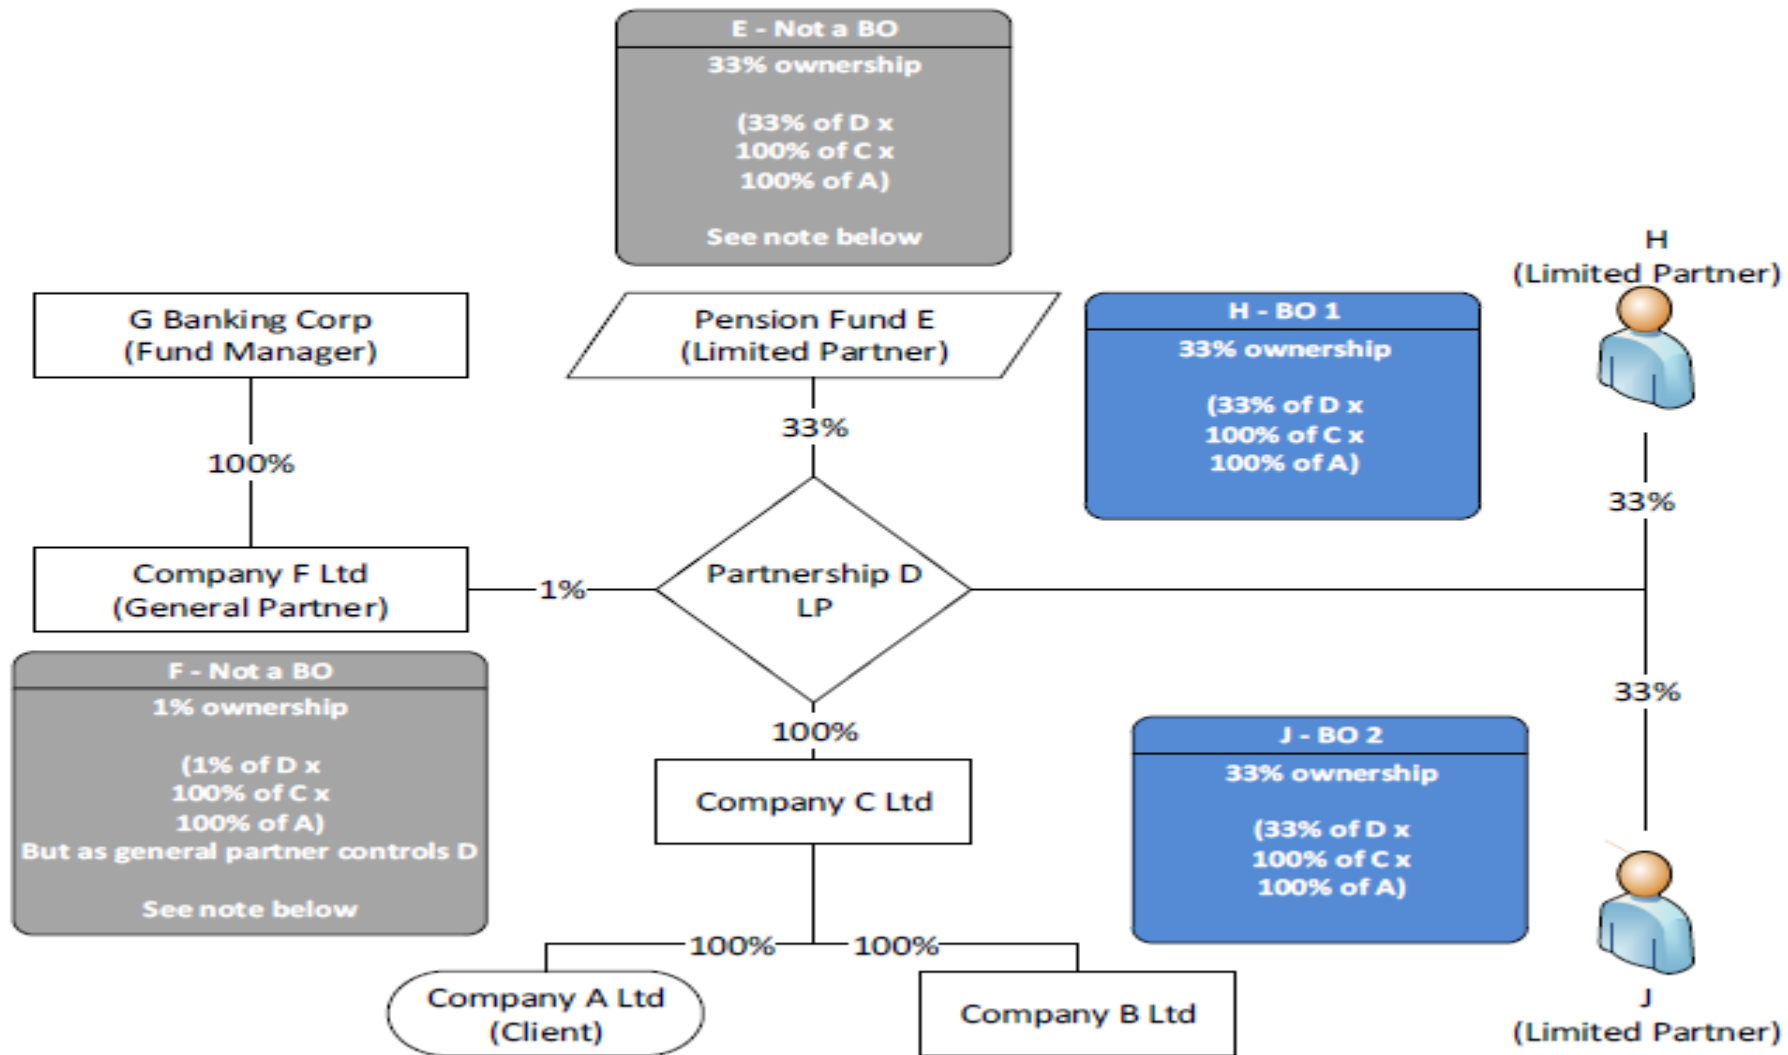 E - Not a BO
33% ownership
(33% of D x
100% of C x
100% of A)
See note below
H
(Limited Partner)
G Banking Corp
(Fund Manager)
Pension Fund E
(Limited Partner)
H - BO 1
33% ownership
(33% of D x
100% of C x
100% of A)
33%
100%
33%
Company F Ltd
(General Partner)
1%
Partnership D
LP
F - Not a BO
1% ownership
(1% of D x
100% of C x
100% of A)
But as general partner controls D
See note below
33%
100%
J - BO 2
33% ownership
(33% of D x
100% of C x
100% of A)
Company C Ltd
100%
100%
Company A Ltd
(Client)
Company B Ltd
J
(Limited Partner)